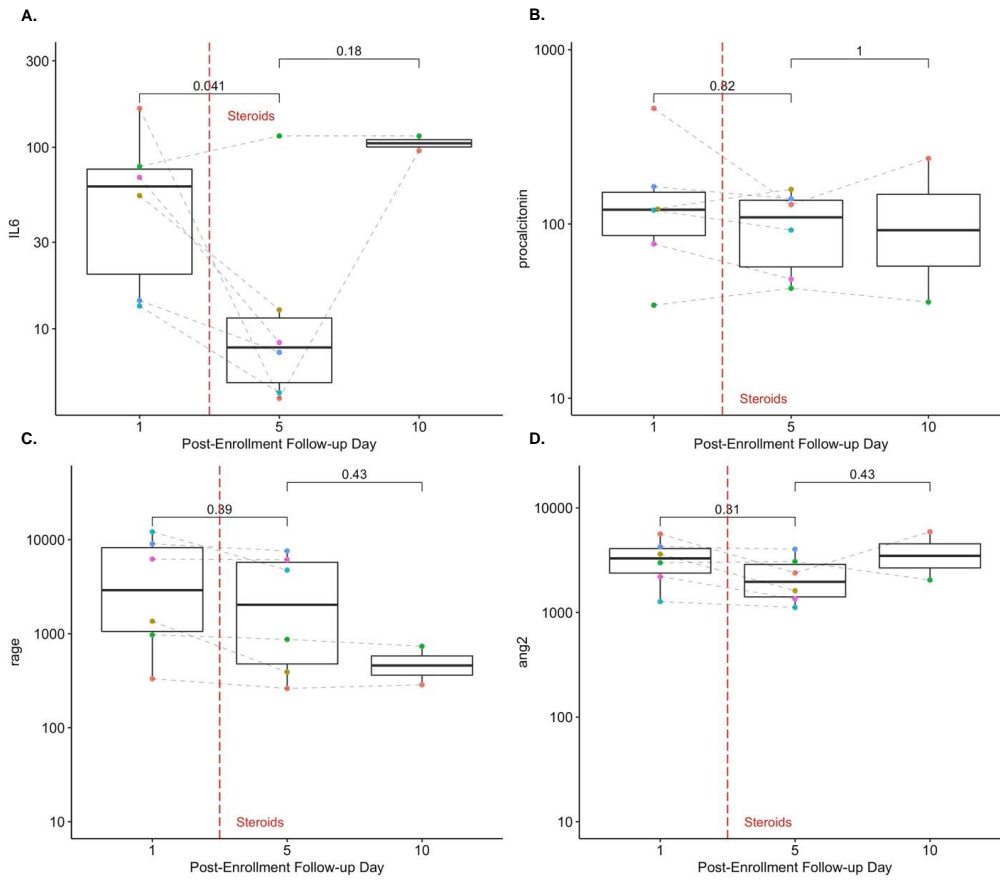 A.
300
100
30
10
IL6
0.041
0.18
Steroids
1
5
10
Post-Enrollment Follow-up Day
B.
1000
100
10
procalcitonin
0.82
1
Steroids
1
5
10
Post-Enrollment Follow-up Day
C.
10000
1000
100
10
rage
0.39
0.43
Steroids
1
5
10
Post-Enrollment Follow-up Day
D.
10000
1000
100
10
ang2
0.31
0.43
Steroids
1
5
10
Post-Enrollment Follow-up Day